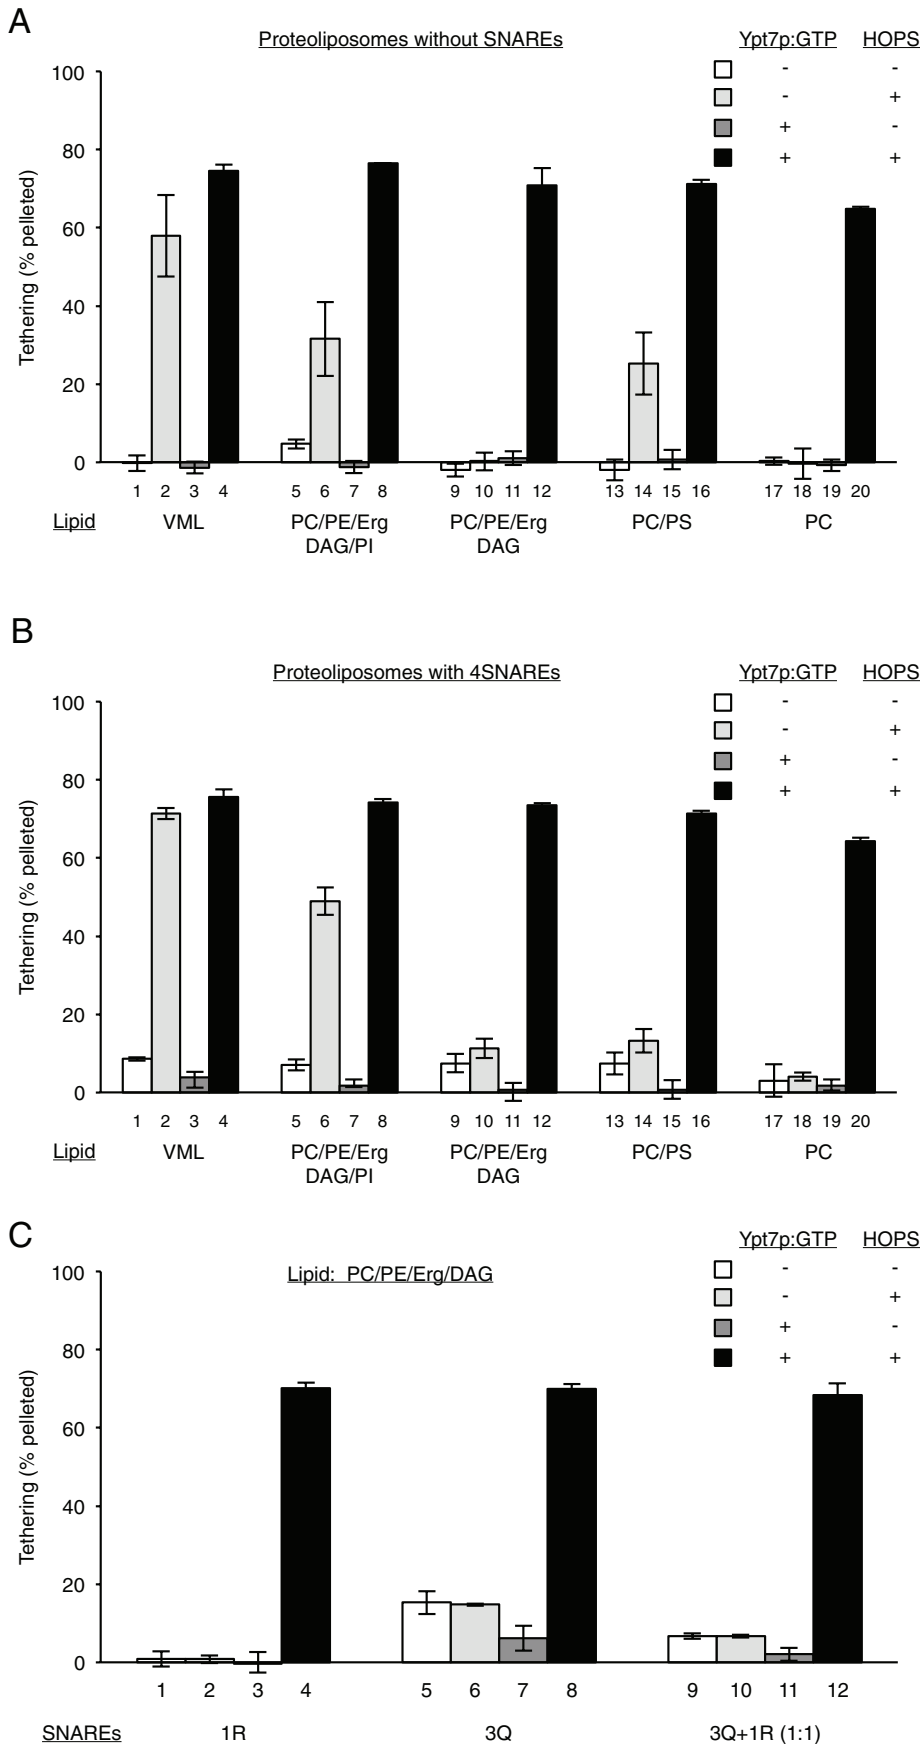 A
Proteoliposomes without SNAREs
Ypt7p:GTP HOPS
- -
- +
+ -
+ +
Tethering (% pelleted)
100
80
60
40
20
0
1 2 3 4 5 6 7 8 9 10 11 12 13 14 15 16 17 18 19 20
Lipid VML PC/PE/Erg PC/PE/Erg PC/PS PC
DAG/PI DAG
B
Proteoliposomes with 4SNAREs
Ypt7p:GTP HOPS
- -
- +
+ -
+ +
Tethering (% pelleted)
100
80
60
40
20
0
1 2 3 4 5 6 7 8 9 10 11 12 13 14 15 16 17 18 19 20
Lipid VML PC/PE/Erg PC/PE/Erg PC/PS PC
DAG/PI DAG
C
Lipid: PC/PE/Erg/DAG
Ypt7p:GTP HOPS
- -
- +
+ -
+ +
Tethering (% pelleted)
100
80
60
40
20
0
1 2 3 4 5 6 7 8 9 10 11 12
SNAREs 1R 3Q 3Q+1R (1:1)